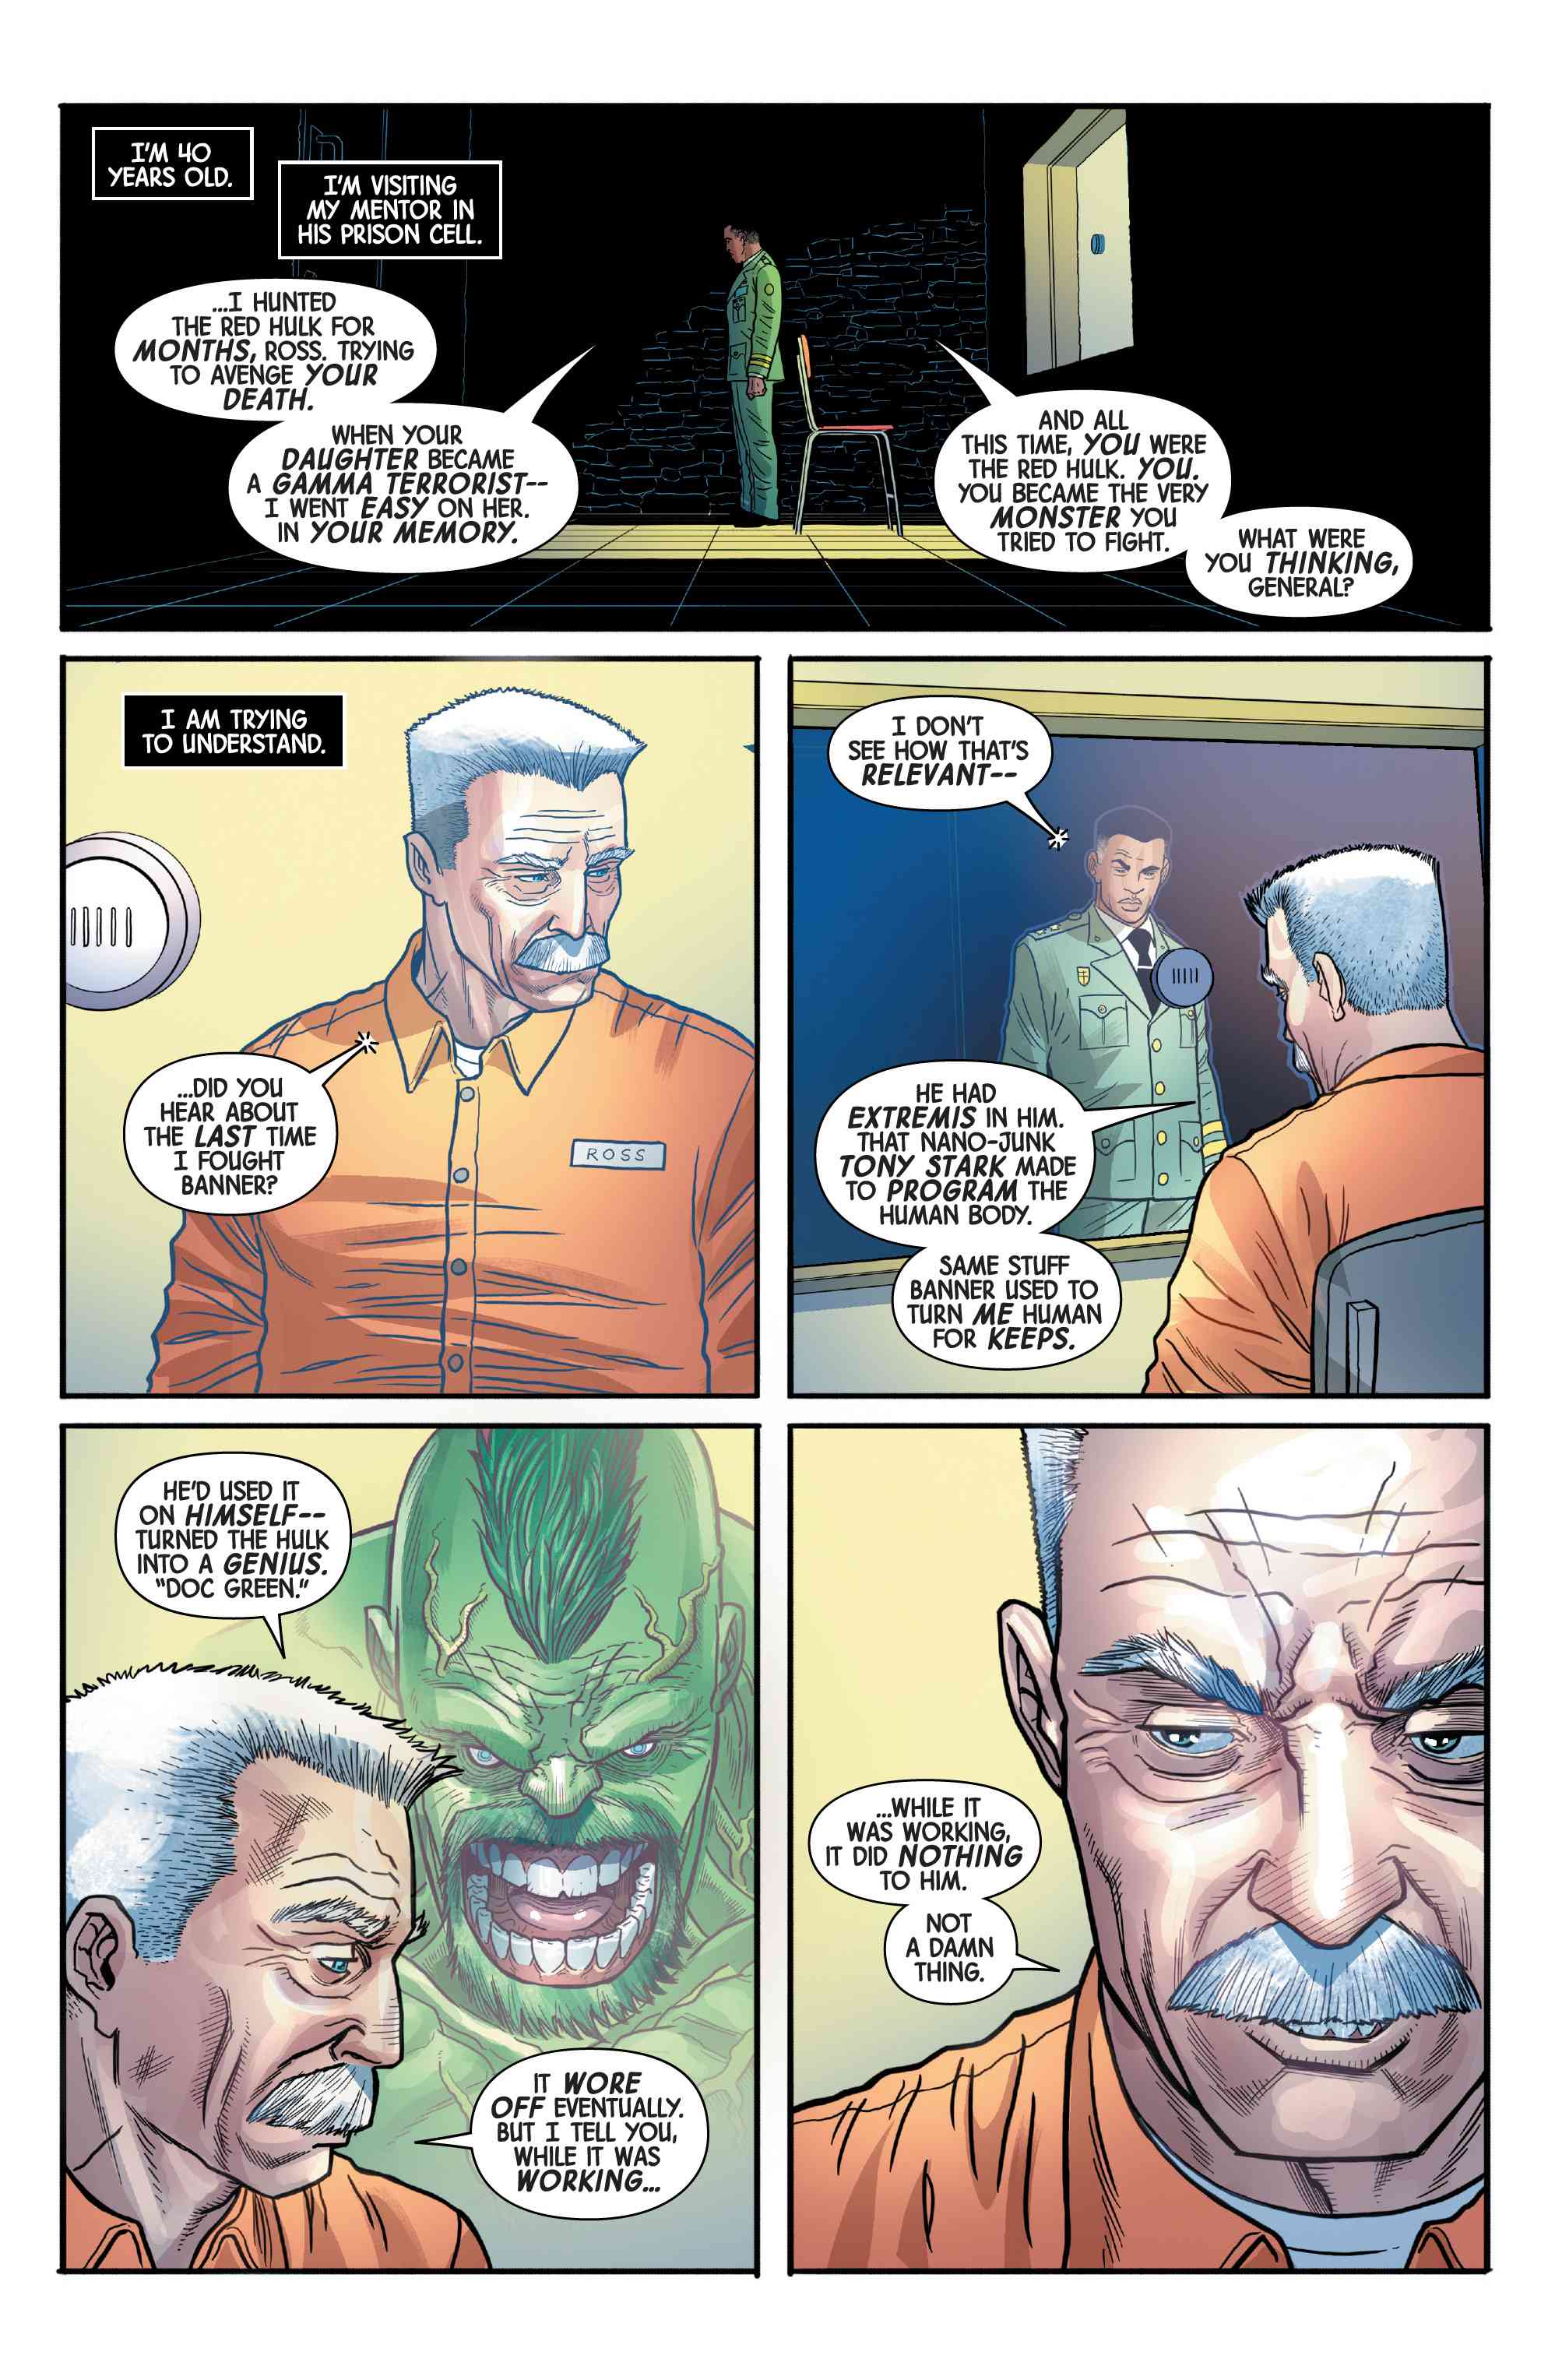 I'M 40
YEARS OLD.
I'M VISITING
MY MENTOR IN
HIS PRISON CELL.
...I HUNTED
THE RED HULK FOR
MONTHS, ROSS. TRYING
TO AVENGE YOUR
DEATH.
WHEN YOUR
DAUGHTER BECAME
A GAMMA TERRORIST--
I WENT EASY ON HER.
IN YOUR MEMORY.
AND ALL
THIS TIME, YOU WERE
THE RED HULK. YOU.
YOU BECAME THE VERY
MONSTER YOU
TRIED TO FIGHT.
WHAT WERE
YOU THINKING,
GENERAL?
I AM TRYING
TO UNDERSTAND.
...DID YOU
HEAR ABOUT
THE LAST TIME
I FOUGHT
BANNER?
ROSS
I DON'T
SEE HOW THAT'S
RELEVANT--
HE HAD
EXTREMIS IN HIM.
THAT NANO-JUNK
TONY STARK MADE
TO PROGRAM THE
HUMAN BODY.
SAME STUFF
BANNER USED TO
TURN ME HUMAN
FOR KEEPS.
HE'D USED IT
ON HIMSELF--
TURNED THE HULK
INTO A GENIUS.
"DOC GREEN."
IT WORE
OFF EVENTUALLY.
BUT I TELL YOU,
WHILE IT WAS
WORKING...
...WHILE IT
WAS WORKING,
IT DID NOTHING
TO HIM.
NOT
A DAMN
THING.